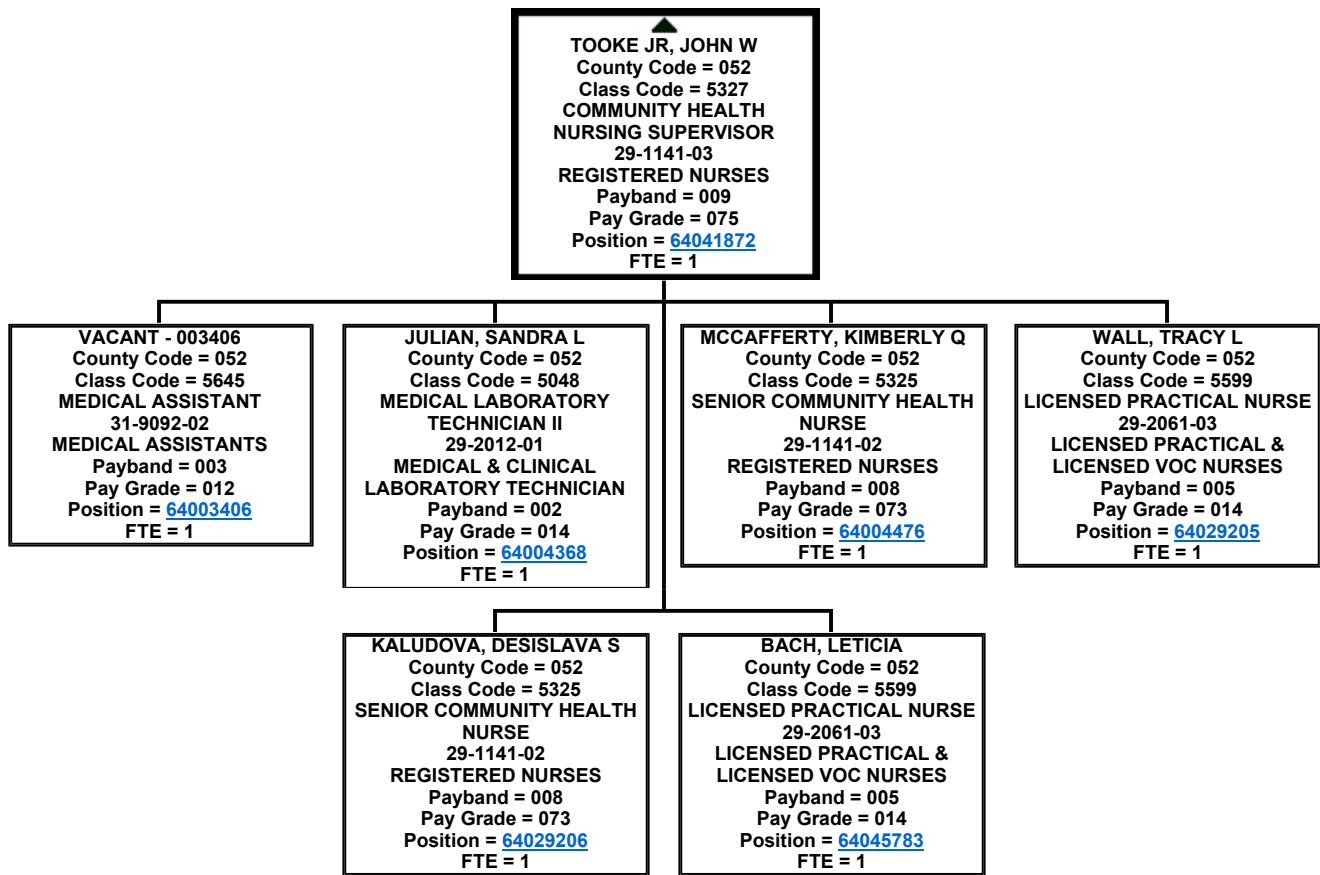 TOOKE JR, JOHN W
County Code = 052
Class Code = 5327
COMMUNITY HEALTH
NURSING SUPERVISOR
29-1141-03
REGISTERED NURSES
Payband = 009
Pay Grade = 075
Position = 64041872
FTE = 1
VACANT - 003406
County Code = 052
Class Code = 5645
MEDICAL ASSISTANT
31-9092-02
MEDICAL ASSISTANTS
Payband = 003
Pay Grade = 012
Position = 64003406
FTE = 1
JULIAN, SANDRA L
County Code = 052
Class Code = 5048
MEDICAL LABORATORY
TECHNICIAN II
29-2012-01
MEDICAL & CLINICAL
LABORATORY TECHNICIAN
Payband = 002
Pay Grade = 014
Position = 64004368
FTE = 1
MCCAFFERTY, KIMBERLY Q
County Code = 052
Class Code = 5325
SENIOR COMMUNITY HEALTH
NURSE
29-1141-02
REGISTERED NURSES
Payband = 008
Pay Grade = 073
Position = 64004476
FTE = 1
WALL, TRACY L
County Code = 052
Class Code = 5599
LICENSED PRACTICAL NURSE
29-2061-03
LICENSED PRACTICAL &
LICENSED VOC NURSES
Payband = 005
Pay Grade = 014
Position = 64029205
FTE = 1
KALUDOVA, DESISLAVA S
County Code = 052
Class Code = 5325
SENIOR COMMUNITY HEALTH
NURSE
29-1141-02
REGISTERED NURSES
Payband = 008
Pay Grade = 073
Position = 64029206
FTE = 1
BACH, LETICIA
County Code = 052
Class Code = 5599
LICENSED PRACTICAL NURSE
29-2061-03
LICENSED PRACTICAL &
LICENSED VOC NURSES
Payband = 005
Pay Grade = 014
Position = 64045783
FTE = 1